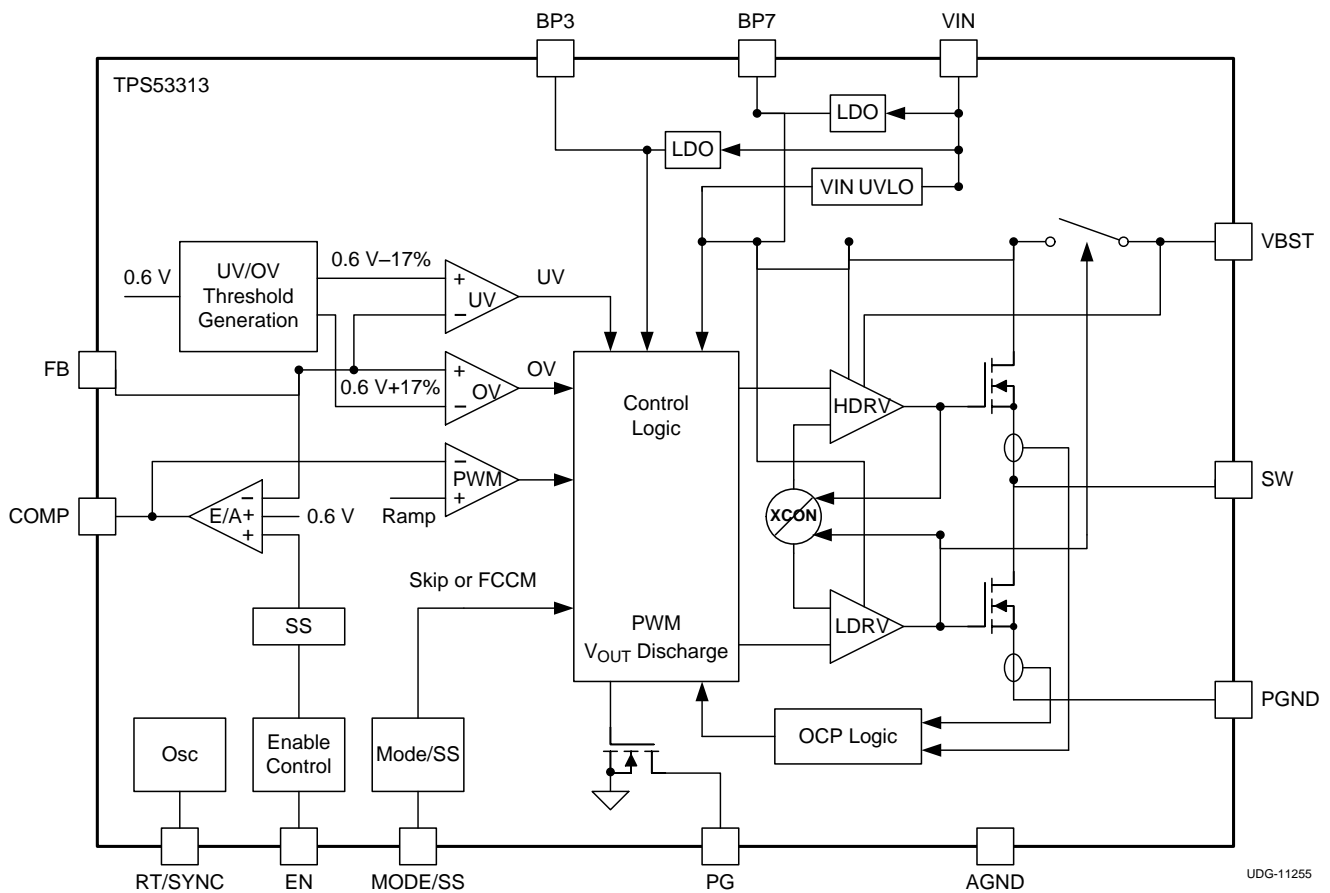 BP3
BP7
VIN
TPS53313
LDO
LDO
VIN UVLO
VBST
0.6 V
UV/OV
Threshold
Generation
0.6 V–17%
+
UV
–
UV
FB
0.6 V+17%
+
OV
–
OV
Control
Logic
HDRV
–
PWM
+
Ramp
COMP
–
E/A
+
+
0.6 V
XCON
SW
Skip or FCCM
SS
PWM
VOUT Discharge
LDRV
PGND
Osc
Enable
Control
Mode/SS
OCP Logic
RT/SYNC
EN
MODE/SS
PG
AGND
UDG-11255